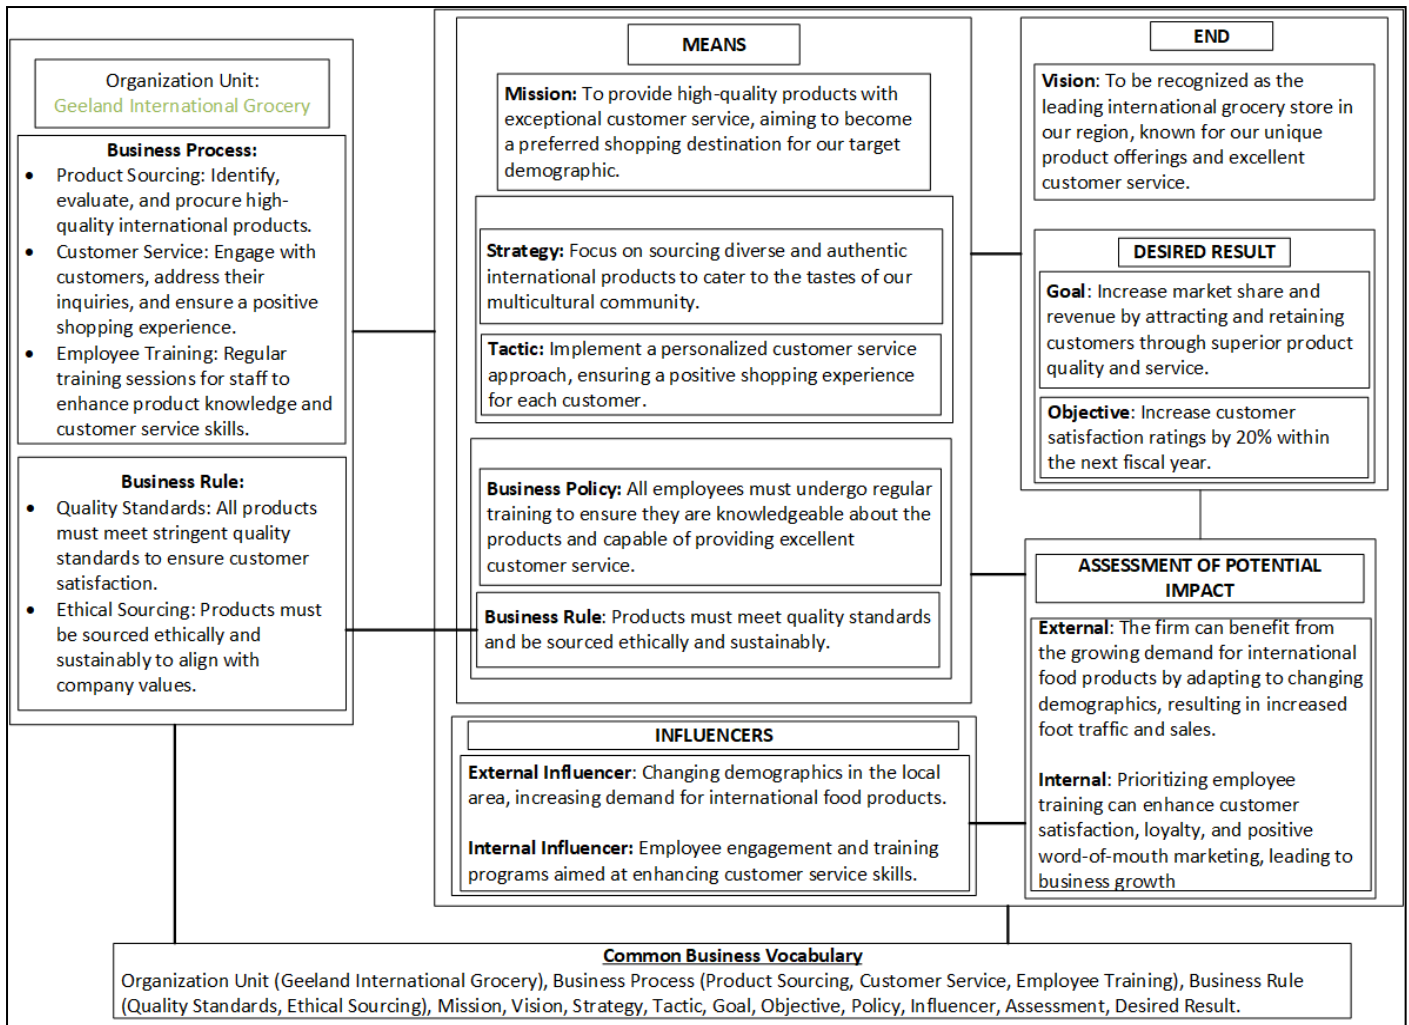 Organization Unit:
Geeland International Grocery
Business Process:
• Product Sourcing: Identify,
evaluate, and procure high-
quality international products.
• Customer Service: Engage with
customers, address their
inquiries, and ensure a positive
shopping experience.
• Employee Training: Regular
training sessions for staff to
enhance product knowledge and
customer service skills.
Business Rule:
• Quality Standards: All products
must meet stringent quality
standards to ensure customer
satisfaction.
• Ethical Sourcing: Products must
be sourced ethically and
sustainably to align with
company values.
MEANS
Mission: To provide high-quality products with
exceptional customer service, aiming to become
a preferred shopping destination for our target
demographic.
Strategy: Focus on sourcing diverse and authentic
international products to cater to the tastes of our
multicultural community.
Tactic: Implement a personalized customer service
approach, ensuring a positive shopping experience
for each customer.
Business Policy: All employees must undergo regular
training to ensure they are knowledgeable about the
products and capable of providing excellent
customer service.
Business Rule: Products must meet quality standards
and be sourced ethically and sustainably.
INFLUENCERS
External Influencer: Changing demographics in the local
area, increasing demand for international food products.
Internal Influencer: Employee engagement and training
programs aimed at enhancing customer service skills.
END
Vision: To be recognized as the
leading international grocery store in
our region, known for our unique
product offerings and excellent
customer service.
DESIRED RESULT
Goal: Increase market share and
revenue by attracting and retaining
customers through superior product
quality and service.
Objective: Increase customer
satisfaction ratings by 20% within
the next fiscal year.
ASSESSMENT OF POTENTIAL
IMPACT
External: The firm can benefit from
the growing demand for international
food products by adapting to changing
demographics, resulting in increased
foot traffic and sales.
Internal: Prioritizing employee
training can enhance customer
satisfaction, loyalty, and positive
word-of-mouth marketing, leading to
business growth
Common Business Vocabulary
Organization Unit (Geeland International Grocery), Business Process (Product Sourcing, Customer Service, Employee Training), Business Rule
(Quality Standards, Ethical Sourcing), Mission, Vision, Strategy, Tactic, Goal, Objective, Policy, Influencer, Assessment, Desired Result.